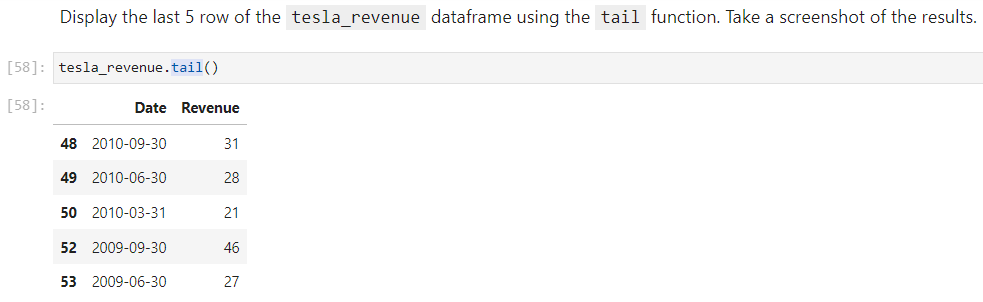 Display the last 5 row of the tesla_revenue dataframe using the tail function. Take a screenshot of the results.
[58]: tesla_revenue.tail()
[58]:
Date Revenue
48 2010-09-30 31
49 2010-06-30 28
50 2010-03-31 21
52 2009-09-30 46
53 2009-06-30 27